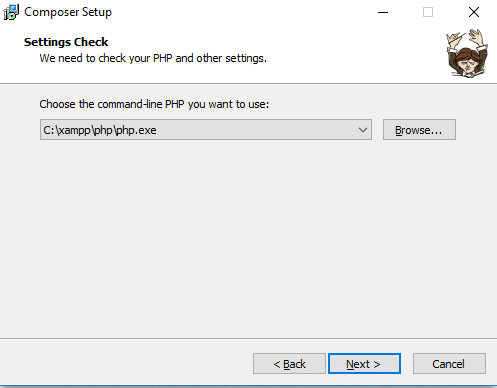 Composer Setup
Settings Check
We need to check your PHP and other settings.
Choose the command-line PHP you want to use:
C:\xampp\php\php.exe
Browse...
< Back
Next >
Cancel